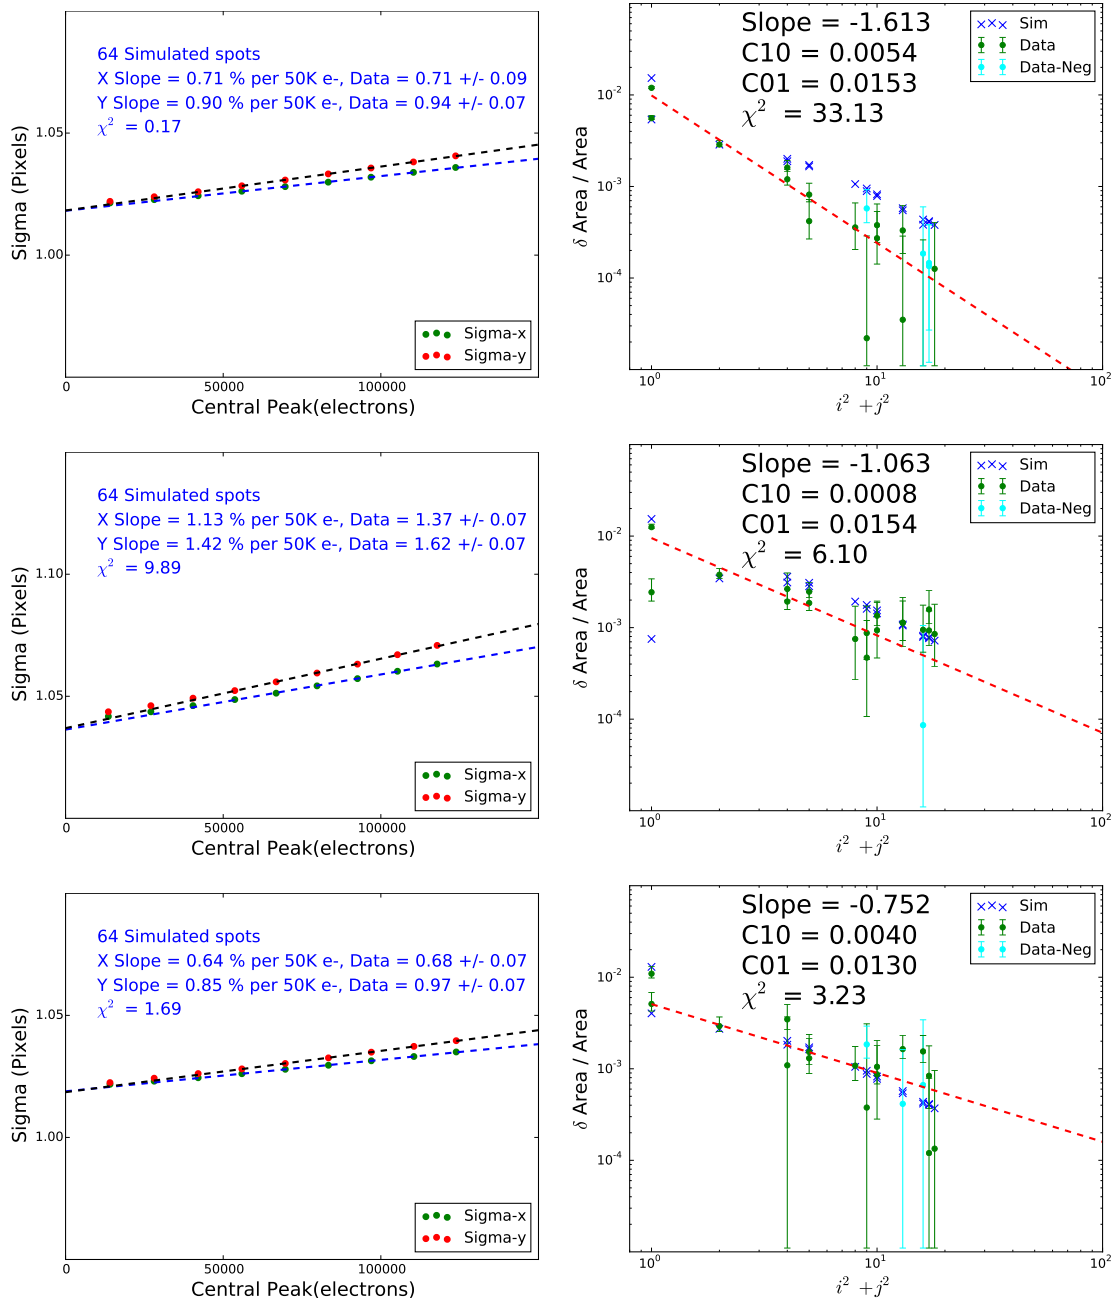 64 Simulated spots
X Slope = 0.71 % per 50K e-, Data = 0.71 +/- 0.09
Y Slope = 0.90 % per 50K e-, Data = 0.94 +/- 0.07
χ² = 0.17
1.05
1.00
Sigma (Pixels)
Sigma-x
Sigma-y
0 50000 100000
Central Peak(electrons)
Slope = -1.613
C10 = 0.0054
C01 = 0.0153
χ² = 33.13
Sim
Data
Data-Neg
10⁻²
10⁻³
10⁻⁴
δ Area / Area
10⁰ 10¹ 10²
i² + j²
64 Simulated spots
X Slope = 1.13 % per 50K e-, Data = 1.37 +/- 0.07
Y Slope = 1.42 % per 50K e-, Data = 1.62 +/- 0.07
χ² = 9.89
1.10
1.05
Sigma (Pixels)
Sigma-x
Sigma-y
0 50000 100000
Central Peak(electrons)
Slope = -1.063
C10 = 0.0008
C01 = 0.0154
χ² = 6.10
Sim
Data
Data-Neg
10⁻²
10⁻³
10⁻⁴
δ Area / Area
10⁰ 10¹ 10²
i² + j²
64 Simulated spots
X Slope = 0.64 % per 50K e-, Data = 0.68 +/- 0.07
Y Slope = 0.85 % per 50K e-, Data = 0.97 +/- 0.07
χ² = 1.69
1.05
1.00
Sigma (Pixels)
Sigma-x
Sigma-y
0 50000 100000
Central Peak(electrons)
Slope = -0.752
C10 = 0.0040
C01 = 0.0130
χ² = 3.23
Sim
Data
Data-Neg
10⁻²
10⁻³
10⁻⁴
δ Area / Area
10⁰ 10¹ 10²
i² + j²